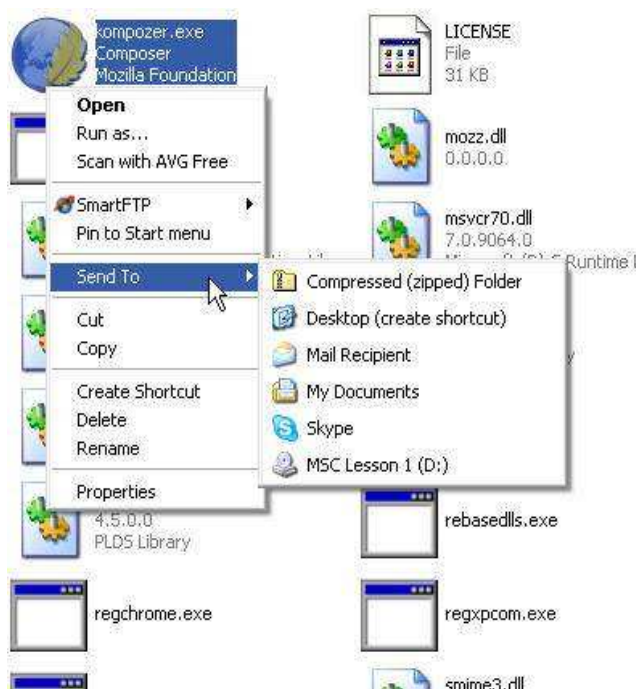 kompozer.exe
Composer
Mozilla Foundation
LICENSE
File
31 KB
Open
Run as...
Scan with AVG Free
mozz.dll
0.0.0.0
SmartFTP
Pin to Start menu
msvcr70.dll
7.0.9064.0
Runtime
Send To
Compressed (zipped) Folder
Desktop (create shortcut)
Mail Recipient
My Documents
Skype
MSC Lesson 1 (D:)
Cut
Copy
Create Shortcut
Delete
Rename
Properties
4.5.0.0
PLDS Library
rebasedlls.exe
regchrome.exe
regxpcom.exe
smime3.dll